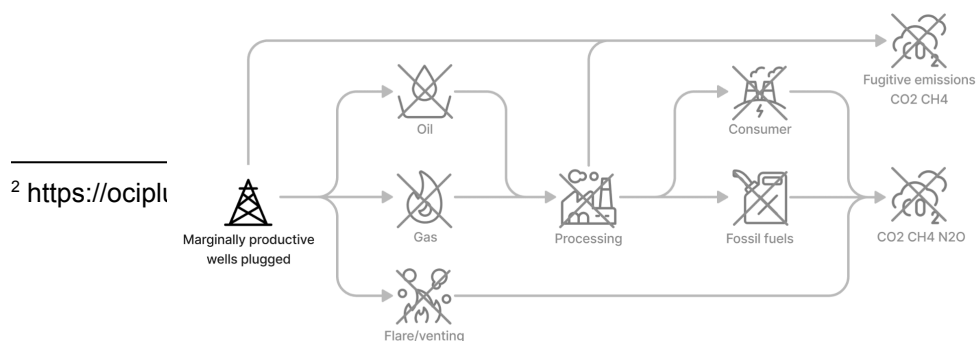 Fugitive emissions
CO2 CH4
Oil
Consumer
2 https://ociplu
Marginally productive
wells plugged
Gas
Processing
Fossil fuels
CO2 CH4 N2O
Flare/venting